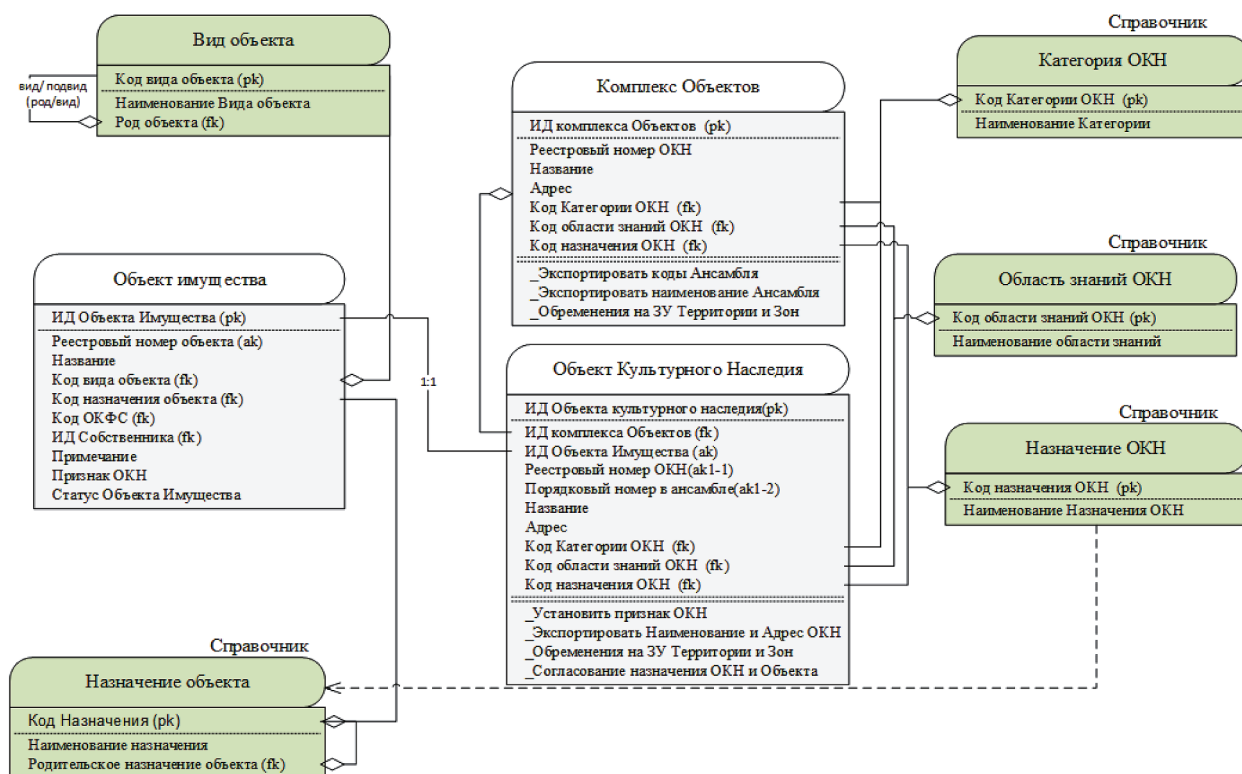 Вид объекта
Код вида объекта (pk)
Наименование Вида объекта
Род объекта (fk)
вид/ подвид
(род/вид)
Объект имущества
ИД Объекта Имущества (pk)
Реестровый номер объекта (ak)
Название
Код вида объекта (fk)
Код назначения объекта (fk)
Код ОКФС (fk)
ИД Собственника (fk)
Примечание
Признак ОКН
Статус Объекта Имущества
Справочник
Назначение объекта
Код Назначения (pk)
Наименование назначения
Родительское назначение объекта (fk)
1:1
Комплекс Объектов
ИД комплекса Объектов (pk)
Реестровый номер ОКН
Название
Адрес
Код Категории ОКН (fk)
Код области знаний ОКН (fk)
Код назначения ОКН (fk)
_Экспортировать коды Ансамбля
_Экспортировать наименование Ансамбля
_Обременения на ЗУ Территории и Зон
Объект Культурного Наследия
ИД Объекта культурного наследия(pk)
ИД комплекса Объектов (fk)
ИД Объекта Имущества (ak)
Реестровый номер ОКН(ak1-1)
Порядковый номер в ансамбле(ak1-2)
Название
Адрес
Код Категории ОКН (fk)
Код области знаний ОКН (fk)
Код назначения ОКН (fk)
_Установить признак ОКН
_Экспортировать Наименование и Адрес ОКН
_Обременения на ЗУ Территории и Зон
_Согласование назначения ОКН и Объекта
Справочник
Категория ОКН
Код Категории ОКН (pk)
Наименование Категории
Справочник
Область знаний ОКН
Код области знаний ОКН (pk)
Наименование области знаний
Справочник
Назначение ОКН
Код назначения ОКН (pk)
Наименование Назначения ОКН